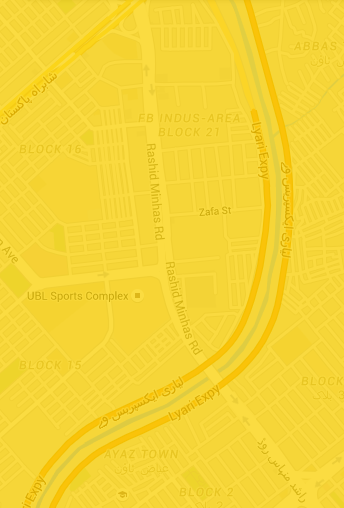 شاہراہ پاکستان
ABBAS
FB INDUS-AREA
BLOCK 21
Lyari Expy
BLOCK 16
Rashid Minhas Rd
لیاری ایکسپریس وے
Zafa St
Ave
UBL Sports Complex
Rashid Minhas Rd
BLOCK 15
لیاری ایکسپریس وے
Lyari Expy
BLOCK
بلاک
AYAZ TOWN
راشد منہاس روڈ
BLOCK 2
Expy